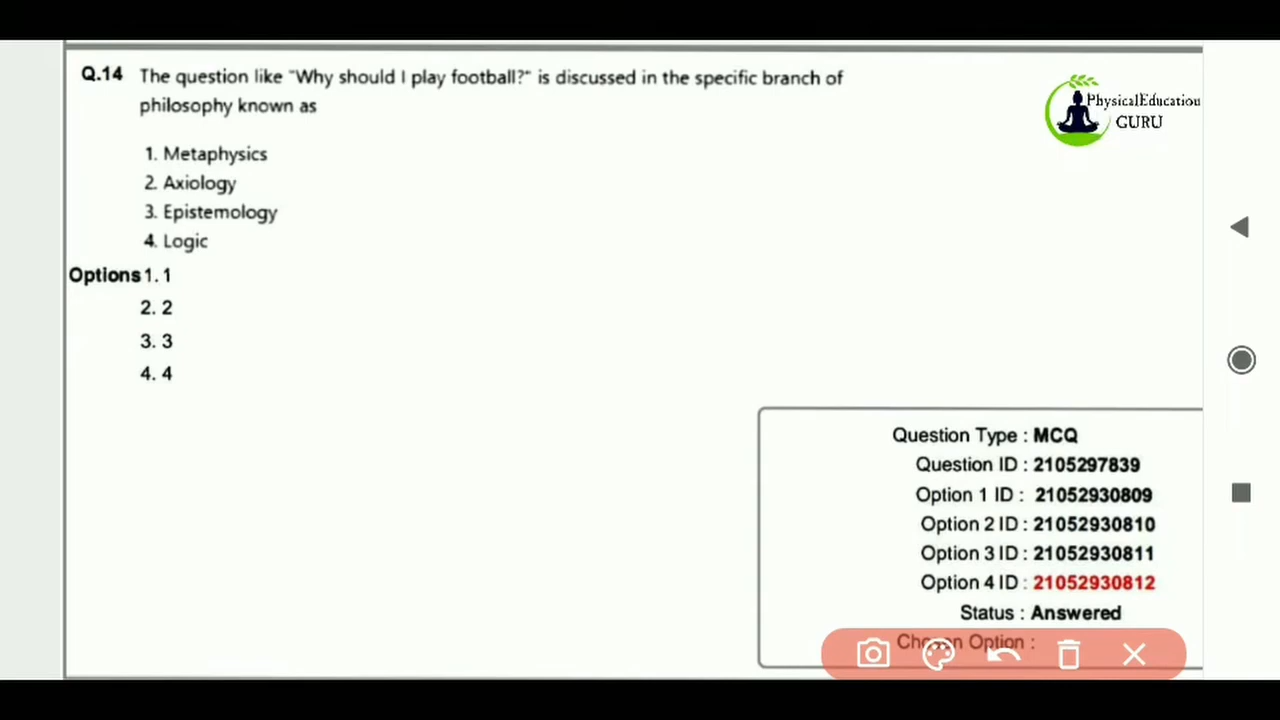 Q.14 The question like "Why should I play football?" is discussed in the specific branch of
philosophy known as
PhysicalEducation
GURU
1. Metaphysics
2. Axiology
3. Epistemology
4. Logic
Options 1. 1
2. 2
3. 3
4. 4
Question Type : MCQ
Question ID : 2105297839
Option 1 ID : 21052930809
Option 2 ID : 21052930810
Option 3 ID : 21052930811
Option 4 ID : 21052930812
Status : Answered
Chosen Option :